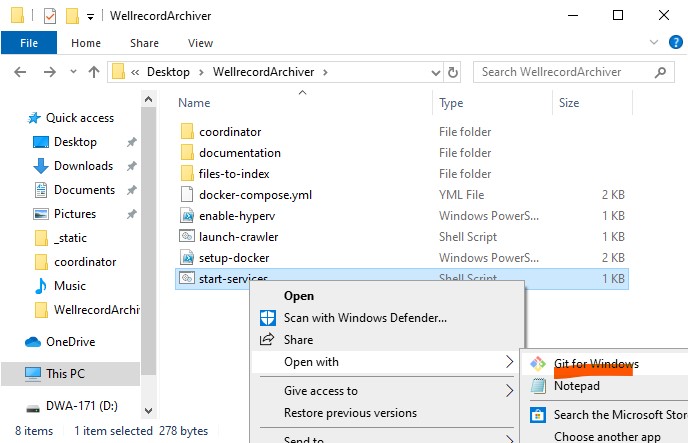 WellrecordArchiver
File Home Share View
Desktop WellrecordArchiver Search WellrecordArchiver
Name Type Size
Quick access
Desktop
Downloads
Documents
Pictures
_static
coordinator
Music
WellrecordArchi
OneDrive
This PC
DWA-171 (D:)
coordinator File folder
documentation File folder
files-to-index File folder
docker-compose.yml YML File 2 KB
enable-hyperv Windows PowerS... 1 KB
launch-crawler Shell Script 1 KB
setup-docker Windows PowerS... 2 KB
start-services Shell Script 1 KB
Open
Scan with Windows Defender...
Share
Open with
Give access to
Restore previous versions
Send to
Git for Windows
Notepad
Search the Microsoft Store
Choose another app
8 items 1 item selected 278 bytes